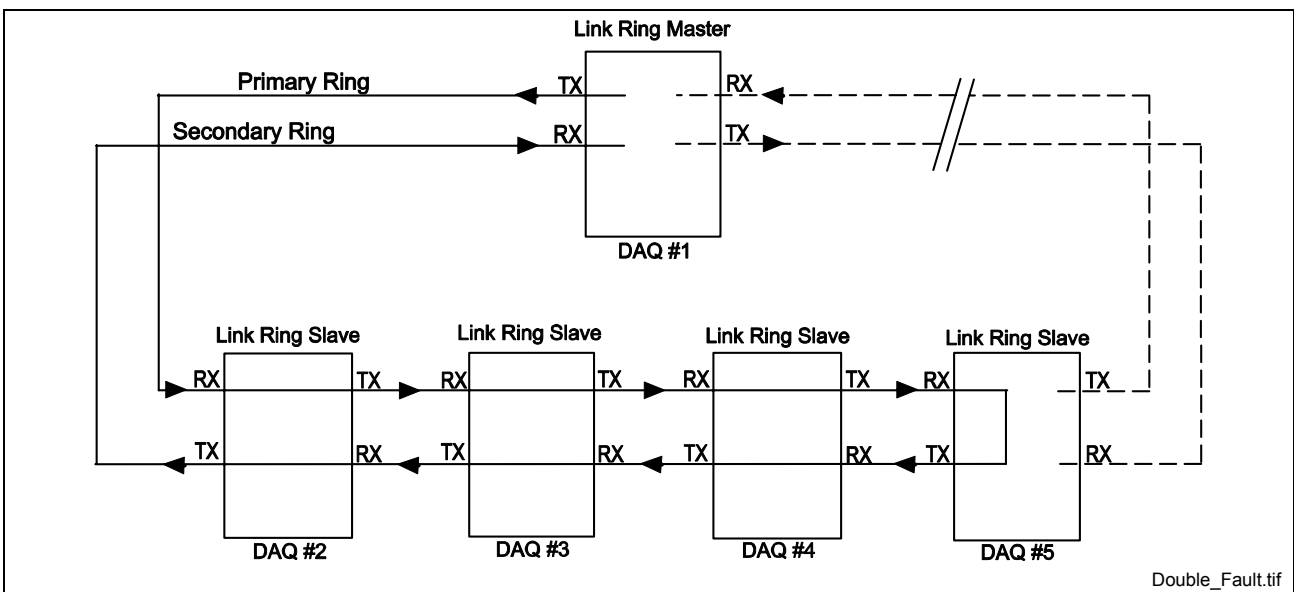 Link Ring Master
Primary Ring
TX
RX
Secondary Ring
RX
TX
DAQ #1
Link Ring Slave
Link Ring Slave
Link Ring Slave
Link Ring Slave
RX
TX
RX
TX
RX
TX
RX
TX
TX
RX
TX
RX
TX
RX
TX
RX
DAQ #2
DAQ #3
DAQ #4
DAQ #5
Double_Fault.tif